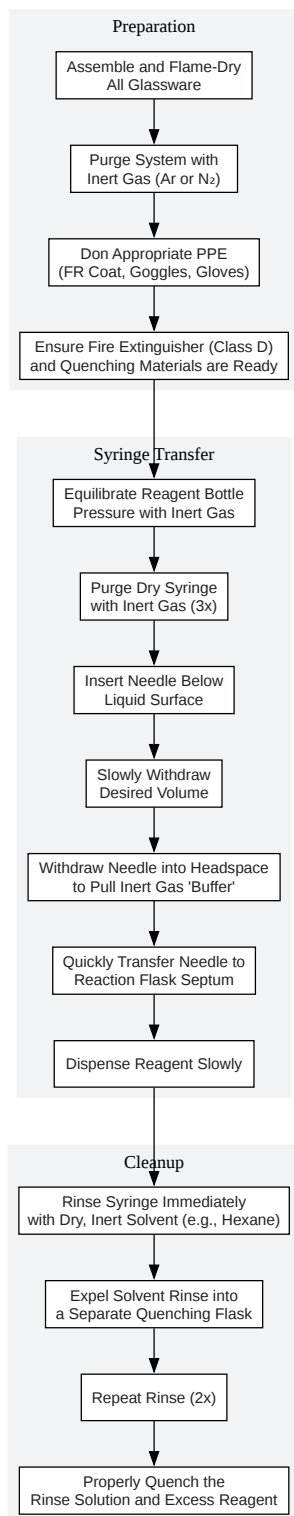 Preparation
Assemble and Flame-Dry
All Glassware
Purge System with
Inert Gas (Ar or N₂)
Don Appropriate PPE
(FR Coat, Goggles, Gloves)
Ensure Fire Extinguisher (Class D)
and Quenching Materials are Ready
Syringe Transfer
Equilibrate Reagent Bottle
Pressure with Inert Gas
Purge Dry Syringe
with Inert Gas (3x)
Insert Needle Below
Liquid Surface
Slowly Withdraw
Desired Volume
Withdraw Needle into Headspace
to Pull Inert Gas 'Buffer'
Quickly Transfer Needle to
Reaction Flask Septum
Dispense Reagent Slowly
Cleanup
Rinse Syringe Immediately
with Dry, Inert Solvent (e.g., Hexane)
Expel Solvent Rinse into
a Separate Quenching Flask
Repeat Rinse (2x)
Properly Quench the
Rinse Solution and Excess Reagent